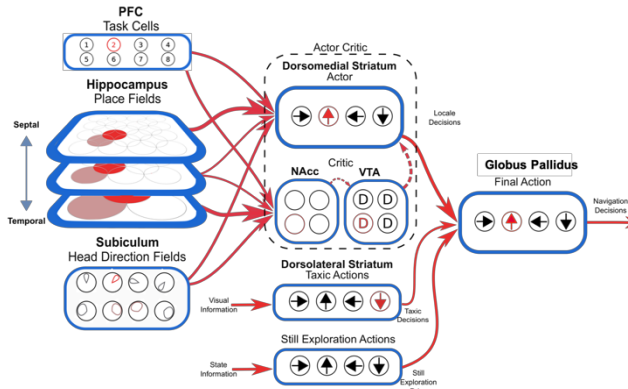 PFC
Task Cells
1 2 3 4
5 6 7 8
Hippocampus
Place Fields
Septal
Temporal
Subiculum
Head Direction Fields
Actor Critic
Dorsomedial Striatum
Actor
Critic
NAcc
VTA
D D
D D
Locale
Decisions
Globus Pallidus
Final Action
Navigation
Decisions
Dorsolateral Striatum
Taxic Actions
Visual
Information
Taxic
Decisions
Still Exploration Actions
State
Information
Still
Exploration